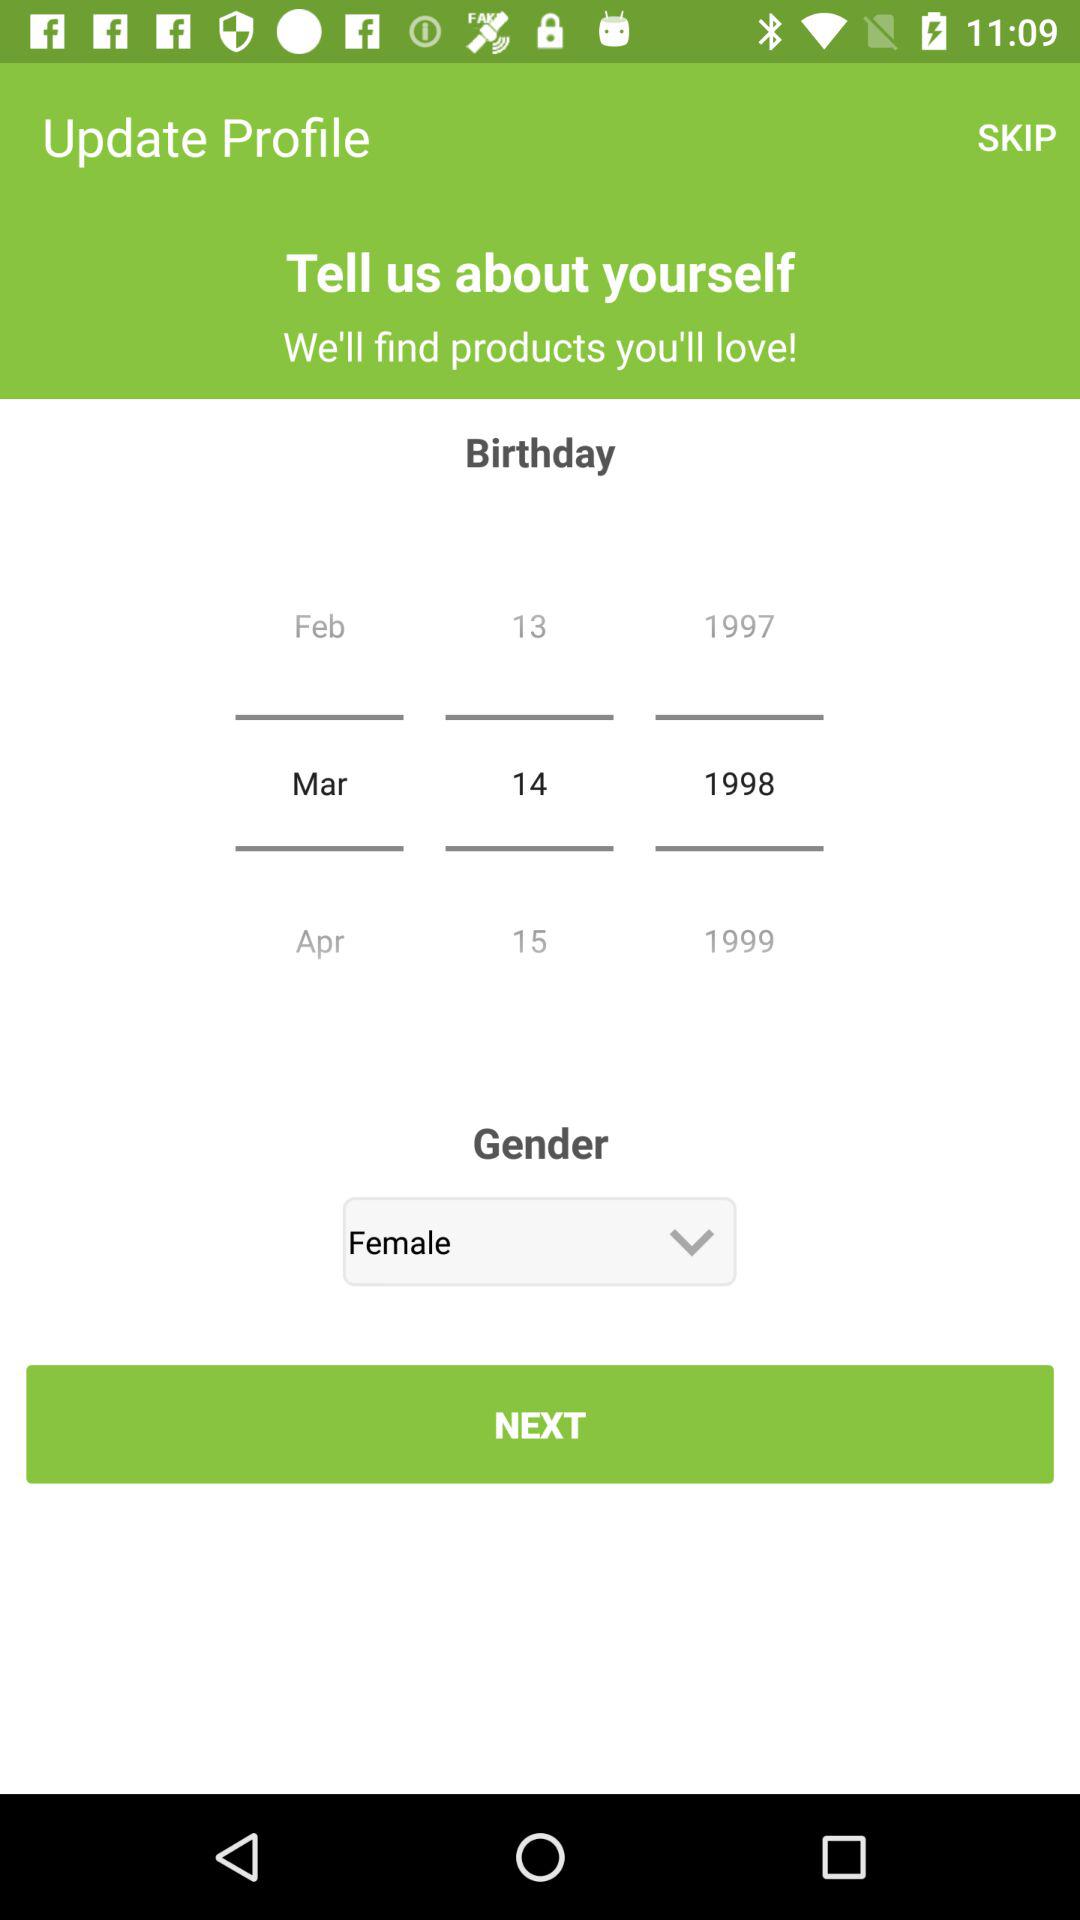 FAKE
11:09
Update Profile SKIP
Tell us about yourself
We'll find products you'll love!
Birthday
Feb 13 1997
Mar 14 1998
Apr 15 1999
Gender
Female
NEXT